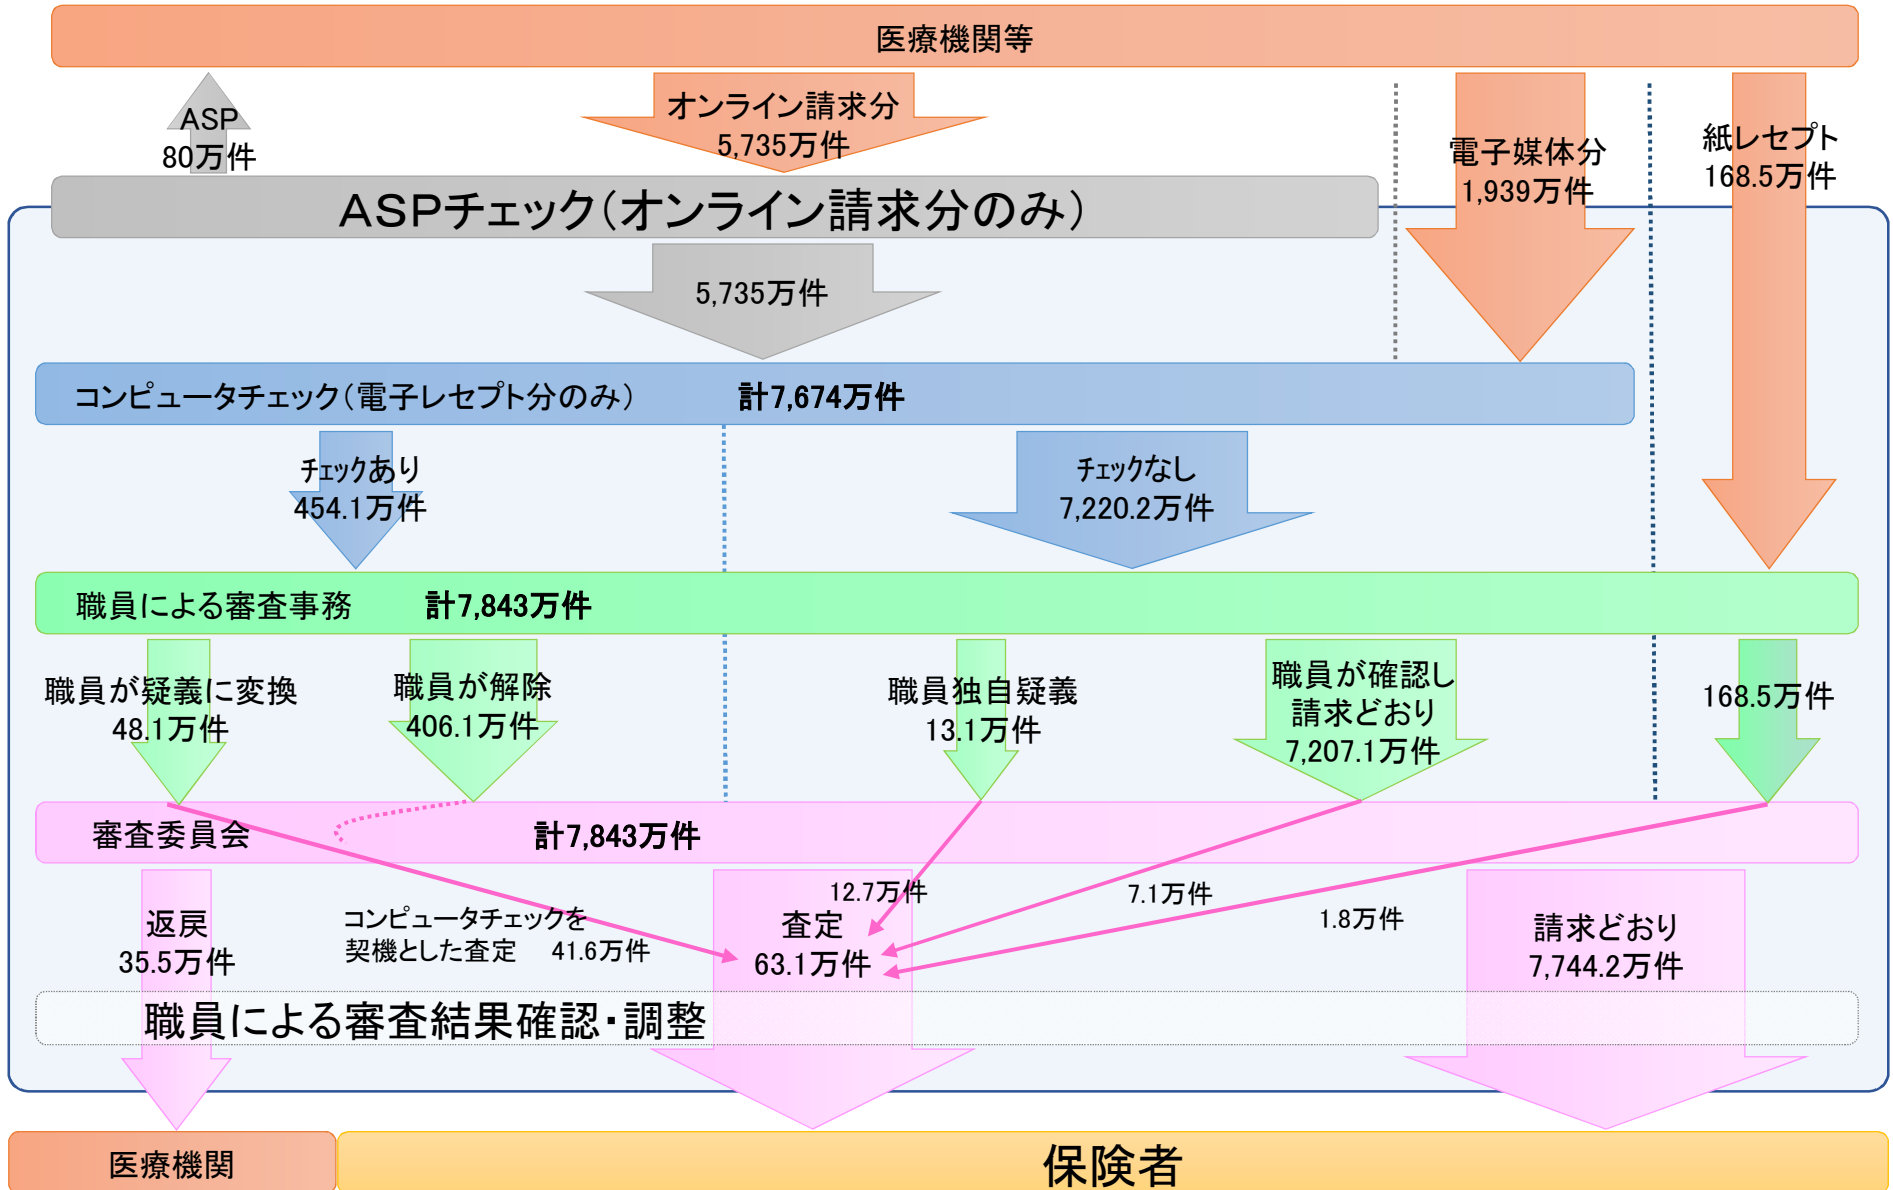 医療機関等
ASP
80万件
オンライン請求分
5,735万件
電子媒体分
1,939万件
紙レセプト
168.5万件
ASPチェック（オンライン請求分のみ）
5,735万件
コンピュータチェック（電子レセプト分のみ） 計7,674万件
チェックあり
454.1万件
チェックなし
7,220.2万件
職員による審査事務 計7,843万件
職員が疑義に変換
48.1万件
職員が解除
406.1万件
職員独自疑義
13.1万件
職員が確認し
請求どおり
7,207.1万件
168.5万件
審査委員会 計7,843万件
返戻
35.5万件
コンピュータチェックを
契機とした査定 41.6万件
査定
63.1万件
12.7万件
7.1万件
1.8万件
請求どおり
7,744.2万件
職員による審査結果確認・調整
医療機関
保険者